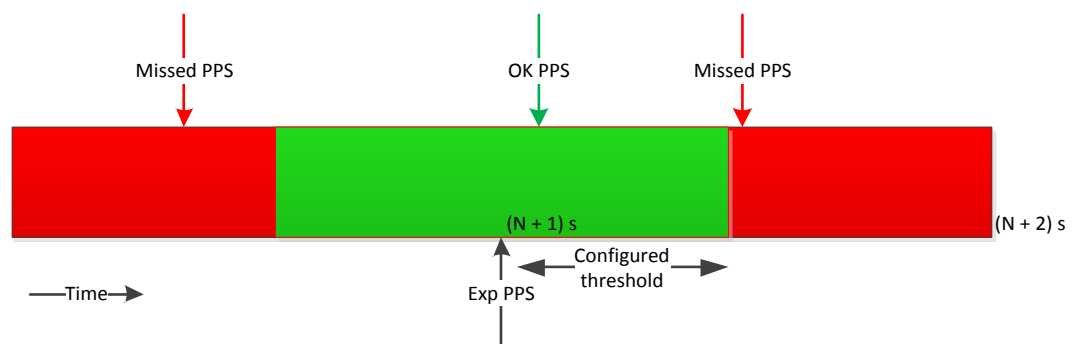 Missed PPS
OK PPS
Missed PPS
(N + 1) s
(N + 2) s
Configured
threshold
Time
Exp PPS